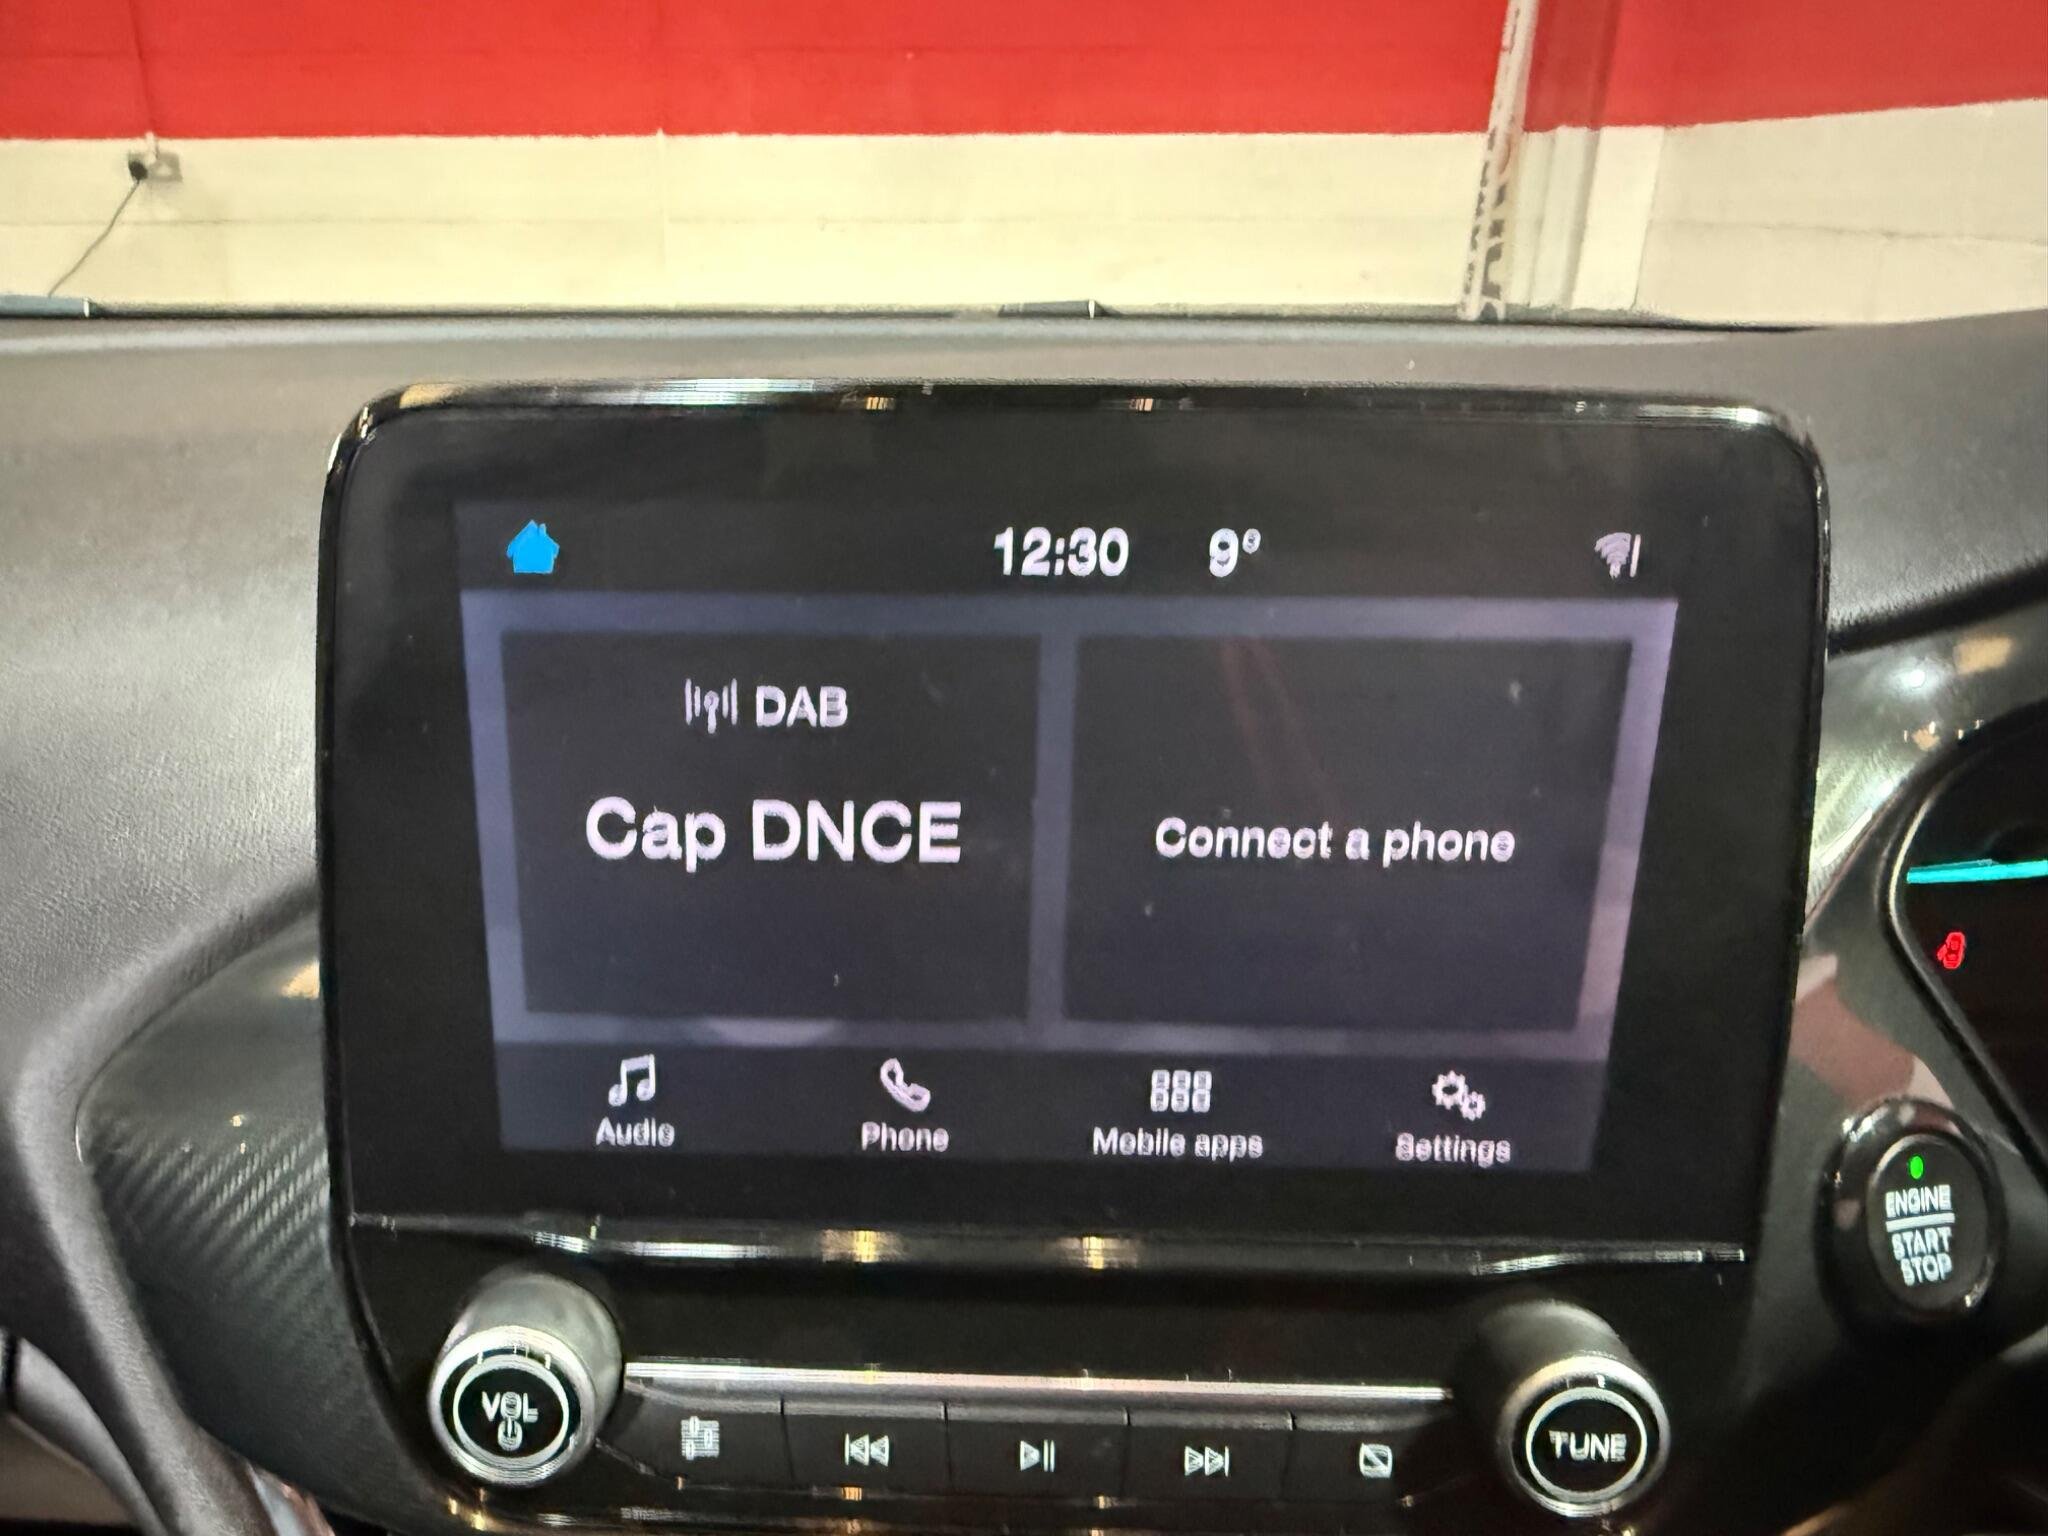 12:30 9°
DAB
Cap DNCE
Connect a phone
Audio Phone Mobile apps Settings
ENGINE
START
STOP
VOL
TUNE